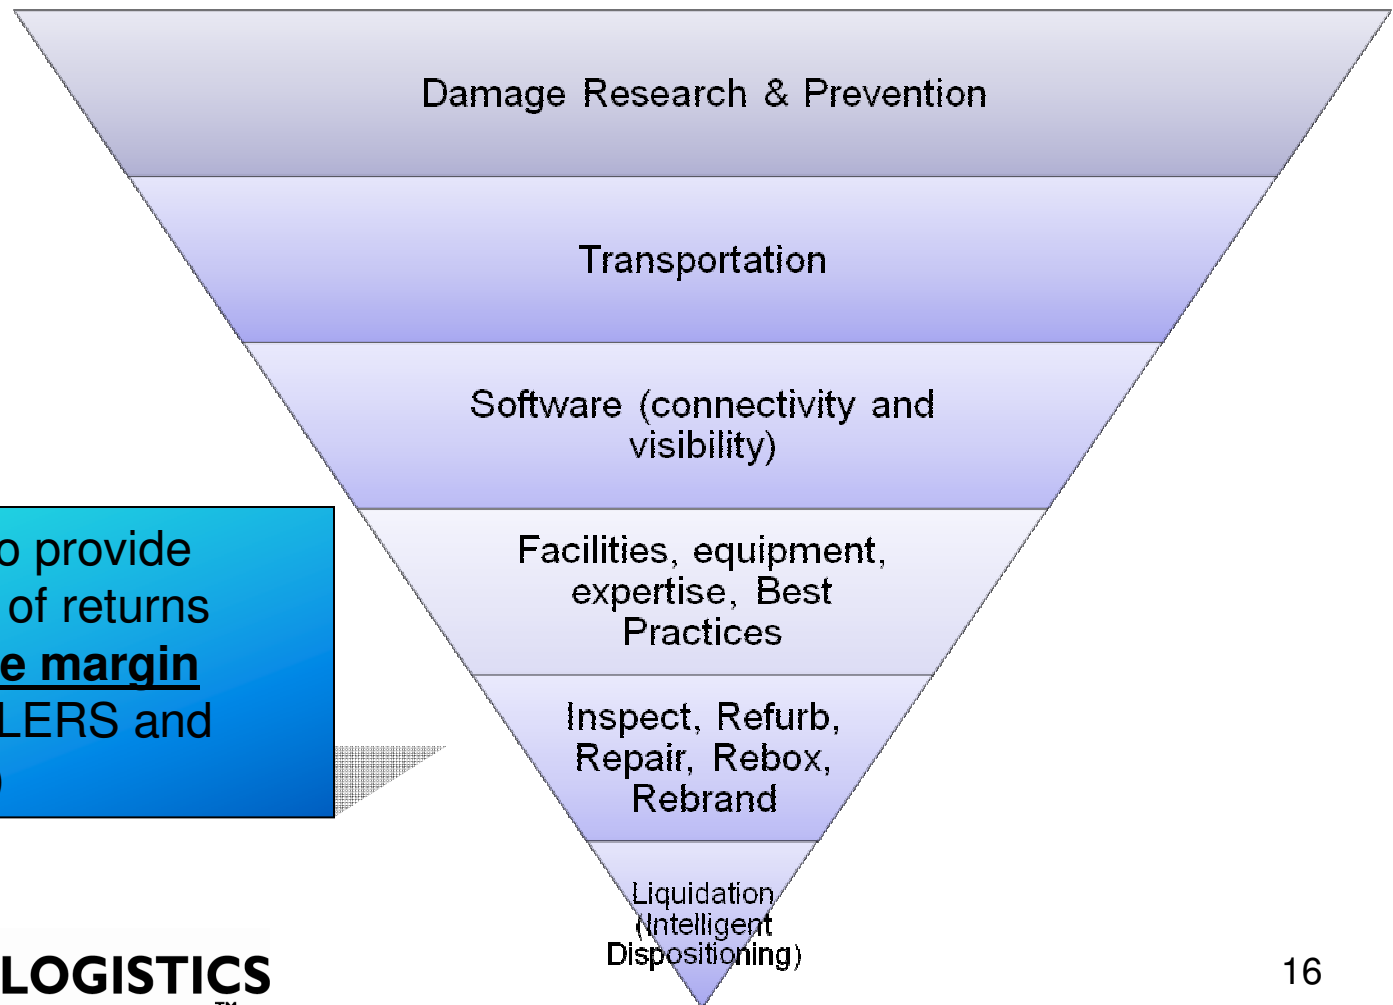 Damage Research & Prevention
Transportation
Software (connectivity and
visibility)
Facilities, equipment,
expertise, Best
Practices
Inspect, Refurb,
Repair, Rebox,
Rebrand
Liquidation
(Intelligent
Dispositioning)
o provide
of returns
e margin
LERS and
)
LOGISTICS
TM
16